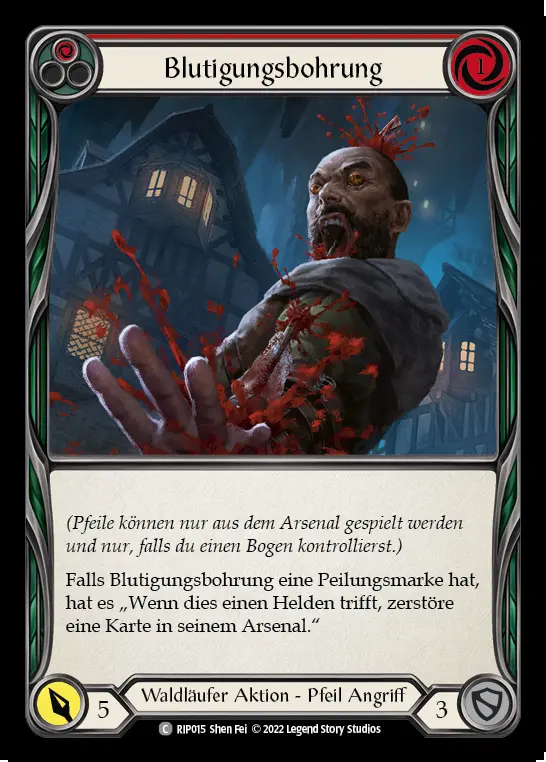 Blutigungsbohrung
1
(Pfeile können nur aus dem Arsenal gespielt werden
und nur, falls du einen Bogen kontrollierst.)
Falls Blutigungsbohrung eine Peilungsmarke hat,
hat es „Wenn dies einen Helden trifft, zerstöre
eine Karte in seinem Arsenal.“
5
Waldläufer Aktion - Pfeil Angriff
3
C RIP015 Shen Fei © 2022 Legend Story Studios